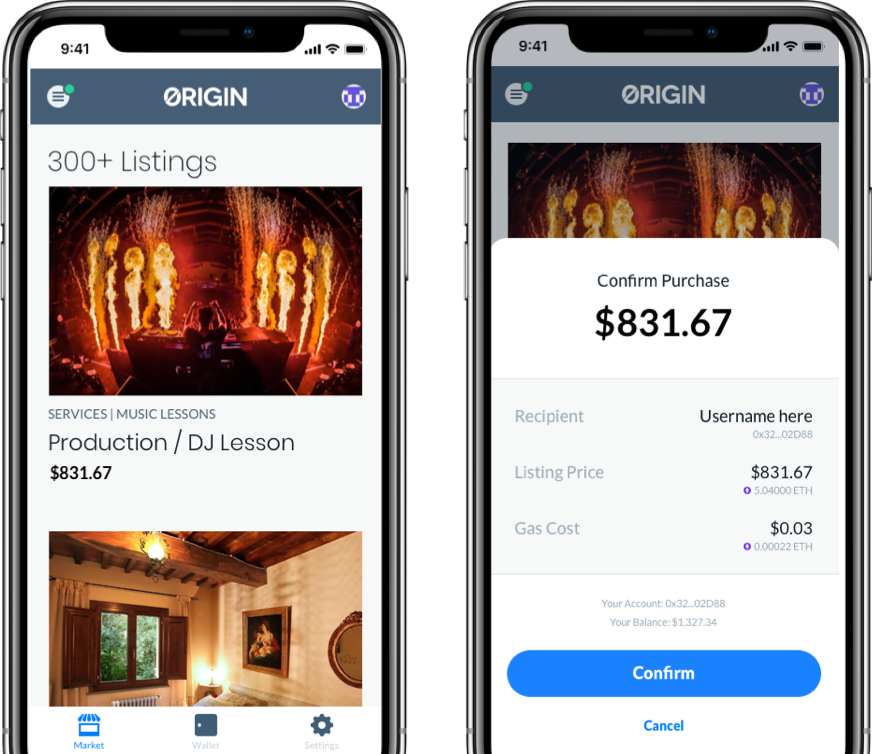 9:41
ØRIGIN
300+ Listings
SERVICES | MUSIC LESSONS
Production / DJ Lesson
$831.67
Market
Wallet
Settings
9:41
ØRIGIN
Confirm Purchase
$831.67
Recipient
Username here
0x32...02D88
Listing Price
$831.67
5.04000 ETH
Gas Cost
$0.03
0.00022 ETH
Your Account: 0x32...02D88
Your Balance: $1,327.34
Confirm
Cancel